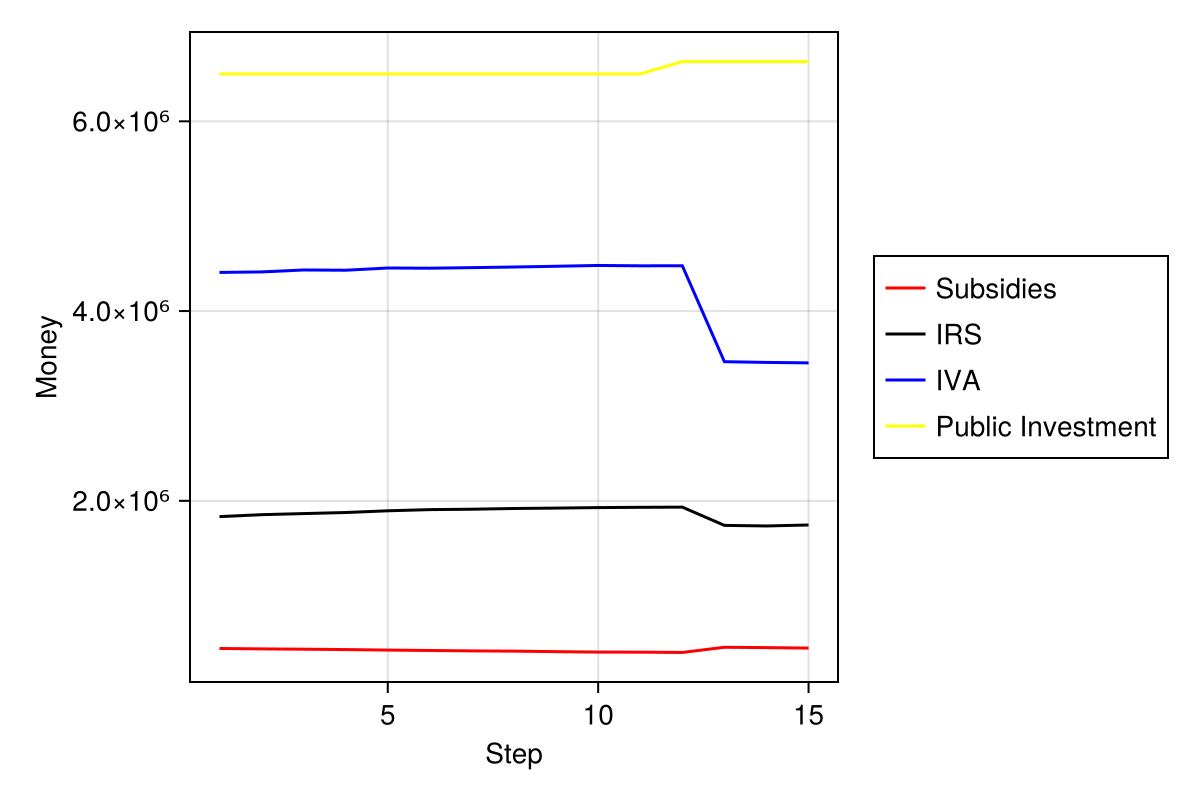 6.0×10⁶
4.0×10⁶
2.0×10⁶
Money
5
10
15
Step
Subsidies
IRS
IVA
Public Investment